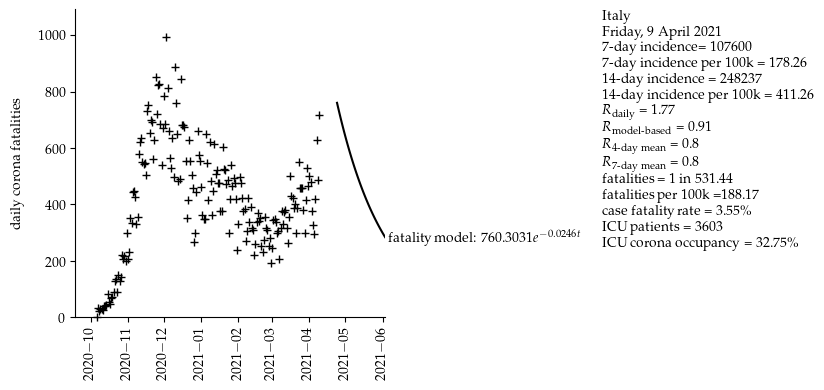 daily corona fatalities
1000
800
600
400
200
0
2020−10
2020−11
2020−12
2021−01
2021−02
2021−03
2021−04
2021−05
2021−06
fatality model: 760.3031e^−0.0246t
Italy
Friday, 9 April 2021
7-day incidence= 107600
7-day incidence per 100k = 178.26
14-day incidence = 248237
14-day incidence per 100k = 411.26
R_daily = 1.77
R_model-based = 0.91
R_4-day mean = 0.8
R_7-day mean = 0.8
fatalities = 1 in 531.44
fatalities per 100k =188.17
case fatality rate = 3.55%
ICU patients = 3603
ICU corona occupancy = 32.75%